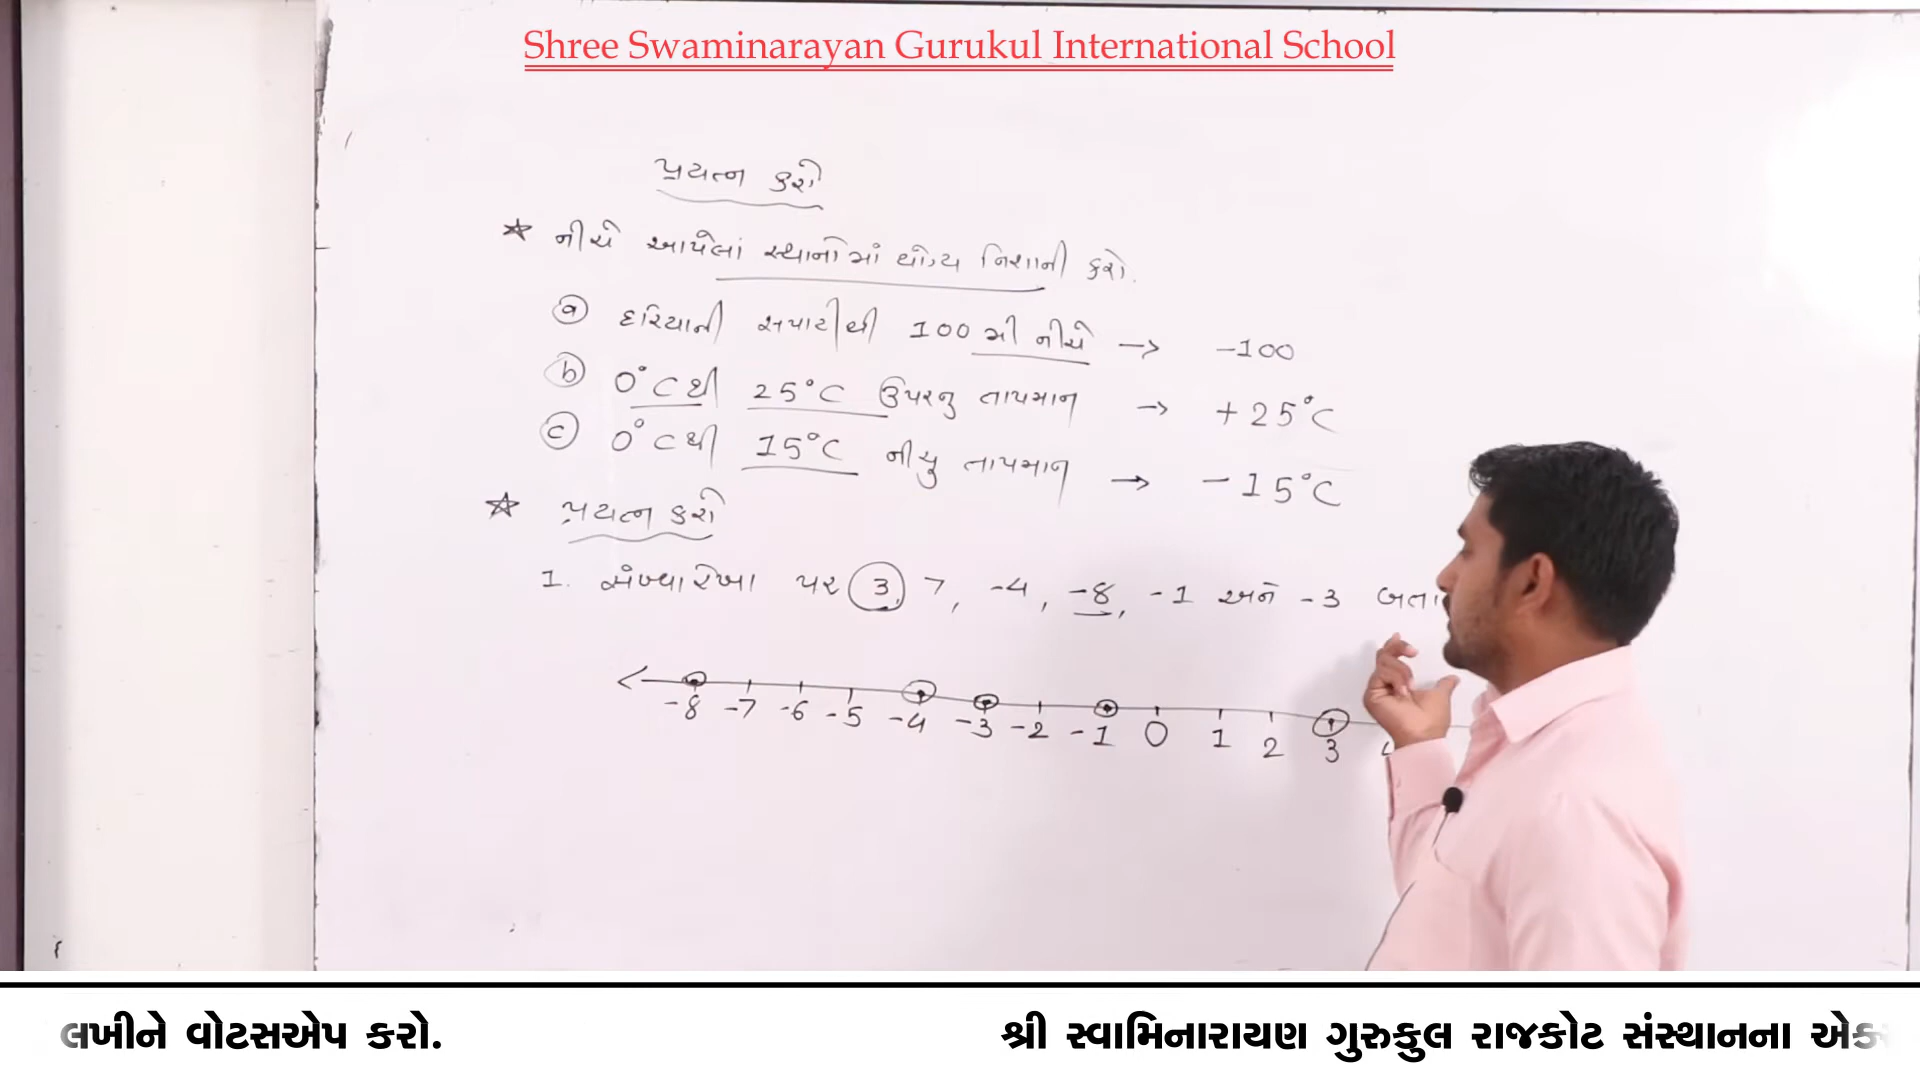 Shree Swaminarayan Gurukul International School
પ્રયત્ન કરો
નીચે આપેલાં સ્થાનોમાં યોગ્ય નિશાની કરો.
a દરિયાની સપાટીથી 100 મી નીચે → -100
b 0°C થી 25°C ઉપરનુ તાપમાન → +25°C
c 0°C થી 15°C નીચુ તાપમાન → -15°C
પ્રયત્ન કરો
1. સંખ્યારેખા પર 3, 7, -4, -8, -1 અને -3 બતા
-8 -7 -6 -5 -4 -3 -2 -1 0 1 2 3
લખીને વોટસએપ કરો. શ્રી સ્વામિનારાયણ ગુરુકુલ રાજકોટ સંસ્થાનના